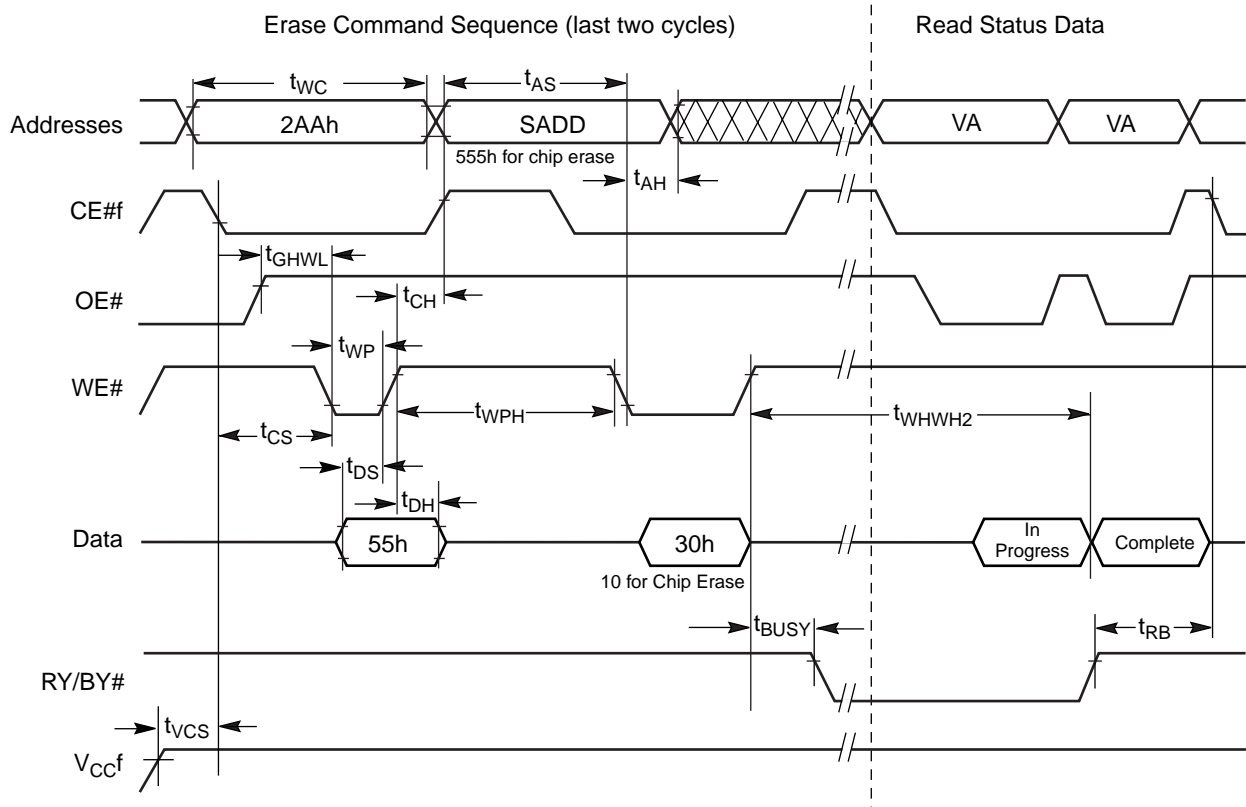 Erase Command Sequence (last two cycles)
Read Status Data
tWC
tAS
Addresses
2AAh
SADD
VA
VA
555h for chip erase
tAH
CE#f
tGHWL
OE#
tCH
tWP
WE#
tWPH
tWHWH2
tCS
tDS
tDH
Data
55h
30h
In
Progress
Complete
10 for Chip Erase
tBUSY
tRB
RY/BY#
tVCS
VCCf